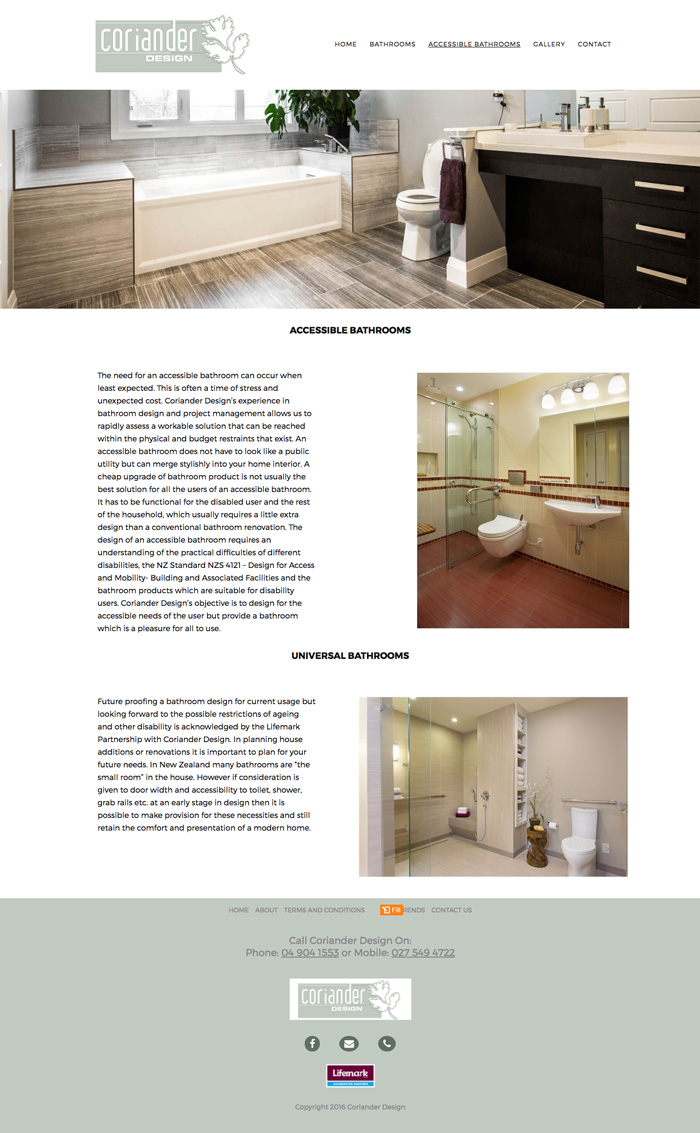 coriander
DESIGN
HOME BATHROOMS ACCESSIBLE BATHROOMS GALLERY CONTACT
ACCESSIBLE BATHROOMS
The need for an accessible bathroom can occur when
least expected. This is often a time of stress and
unexpected cost. Coriander Design's experience in
bathroom design and project management allows us to
rapidly assess a workable solution that can be reached
within the physical and budget restraints that exist. An
accessible bathroom does not have to look like a public
utility but can merge stylishly into your home interior. A
cheap upgrade of bathroom product is not usually the
best solution for all the users of an accessible bathroom.
It has to be functional for the disabled user and the rest
of the household, which usually requires a little extra
design than a conventional bathroom renovation. The
design of an accessible bathroom requires an
understanding of the practical difficulties of different
disabilities, the NZ Standard NZS 4121 – Design for Access
and Mobility- Building and Associated Facilities and the
bathroom products which are suitable for disability
users. Coriander Design's objective is to design for the
accessible needs of the user but provide a bathroom
which is a pleasure for all to use.
UNIVERSAL BATHROOMS
Future proofing a bathroom design for current usage but
looking forward to the possible restrictions of ageing
and other disability is acknowledged by the Lifemark
Partnership with Coriander Design. In planning house
additions or renovations it is important to plan for your
future needs. In New Zealand many bathrooms are "the
small room" in the house. However if consideration is
given to door width and accessibility to toilet, shower,
grab rails etc. at an early stage in design then it is
possible to make provision for these necessities and still
retain the comfort and presentation of a modern home.
HOME ABOUT TERMS AND CONDITIONS Fill RENDS CONTACT US
Call Coriander Design On:
Phone: 04 904 1553 or Mobile: 027 549 4722
coriander
DESIGN
Lifemark
Copyright 2016 Coriander Design